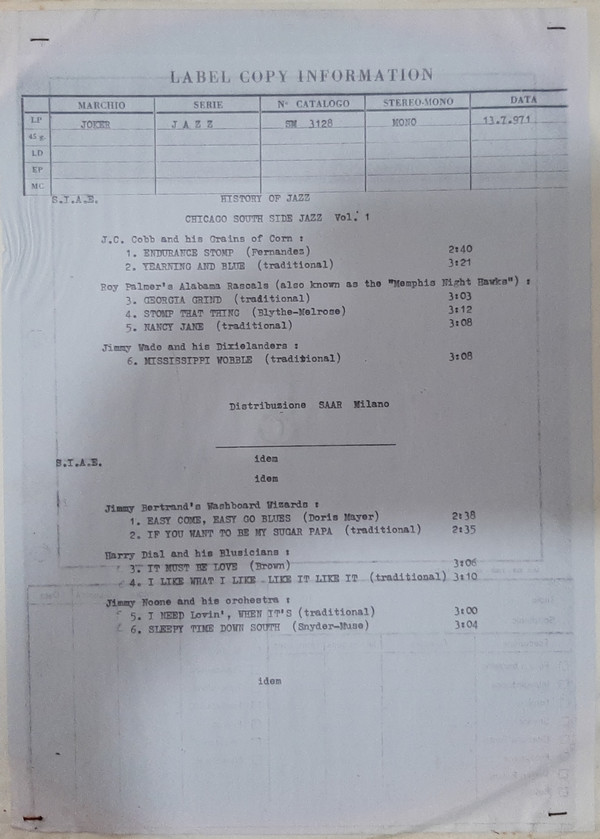 LABEL COPY INFORMATION
MARCHIO SERIE N° CATALOGO STEREO-MONO DATA
LP JOKER JAZZ SM 3128 MONO 13.7.971
45 g.
LD
EP
MC
S.I.A.E. HISTORY OF JAZZ
CHICAGO SOUTH SIDE JAZZ Vol. 1
J.C. Cobb and his Grains of Corn :
1. ENDURANCE STOMP (Fernandez) 2:40
2. YEARNING AND BLUE (traditional) 3:21
Roy Palmer's Alabama Rascals (also known as the "Memphis Night Hawks") :
3. GEORGIA GRIND (traditional) 3:03
4. STOMP THAT THING (Blythe-Melrose) 3:12
5. NANCY JANE (traditional) 3:08
Jimmy Wade and his Dixielanders :
6. MISSISSIPPI WOBBLE (traditional) 3:08
Distribuzione SAAR Milano
S.I.A.E. idem
idem
Jimmy Bertrand's Washboard Wizards :
1. EASY COME, EASY GO BLUES (Doris Mayer) 2:38
2. IF YOU WANT TO BE MY SUGAR PAPA (traditional) 2:35
Harry Dial and his Blusicians :
3. IT MUST BE LOVE (Brown) 3:06
4. I LIKE WHAT I LIKE LIKE IT LIKE IT (traditional) 3:10
Jimmy Noone and his orchestra :
5. I NEED Lovin', WHEN IT'S (traditional) 3:00
6. SLEEPY TIME DOWN SOUTH (Snyder-Muse) 3:04
idem